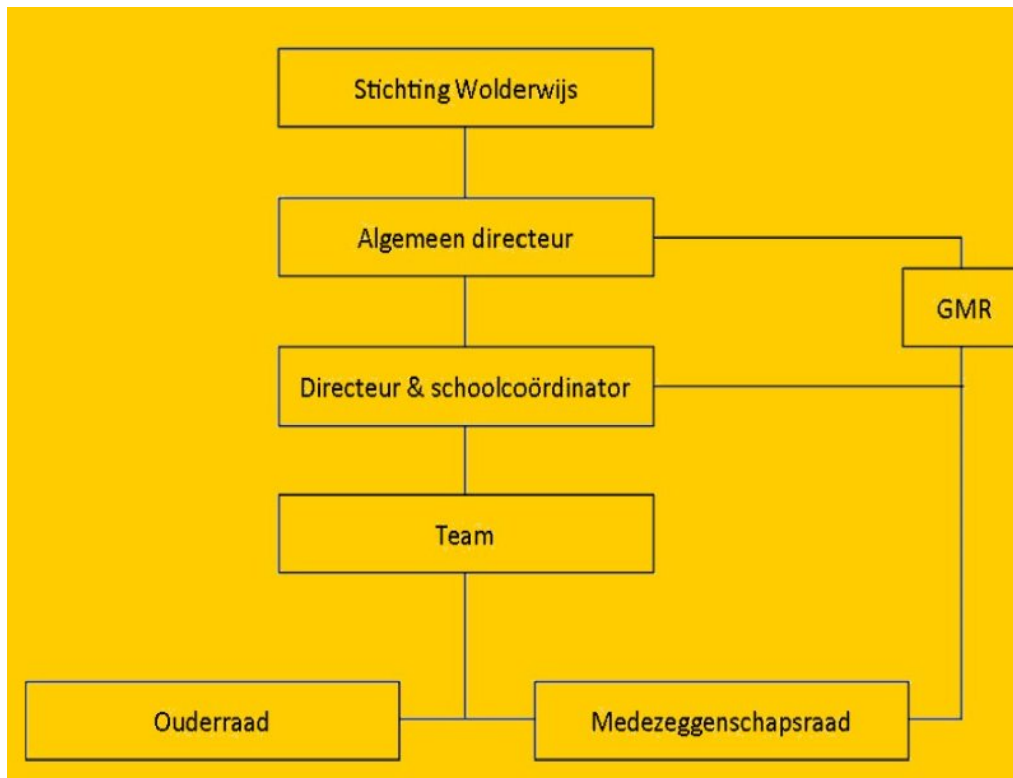 Stichting Wolderwijs
Algemeen directeur
GMR
Directeur & schoolcoördinator
Team
Ouderraad
Medezeggenschapsraad